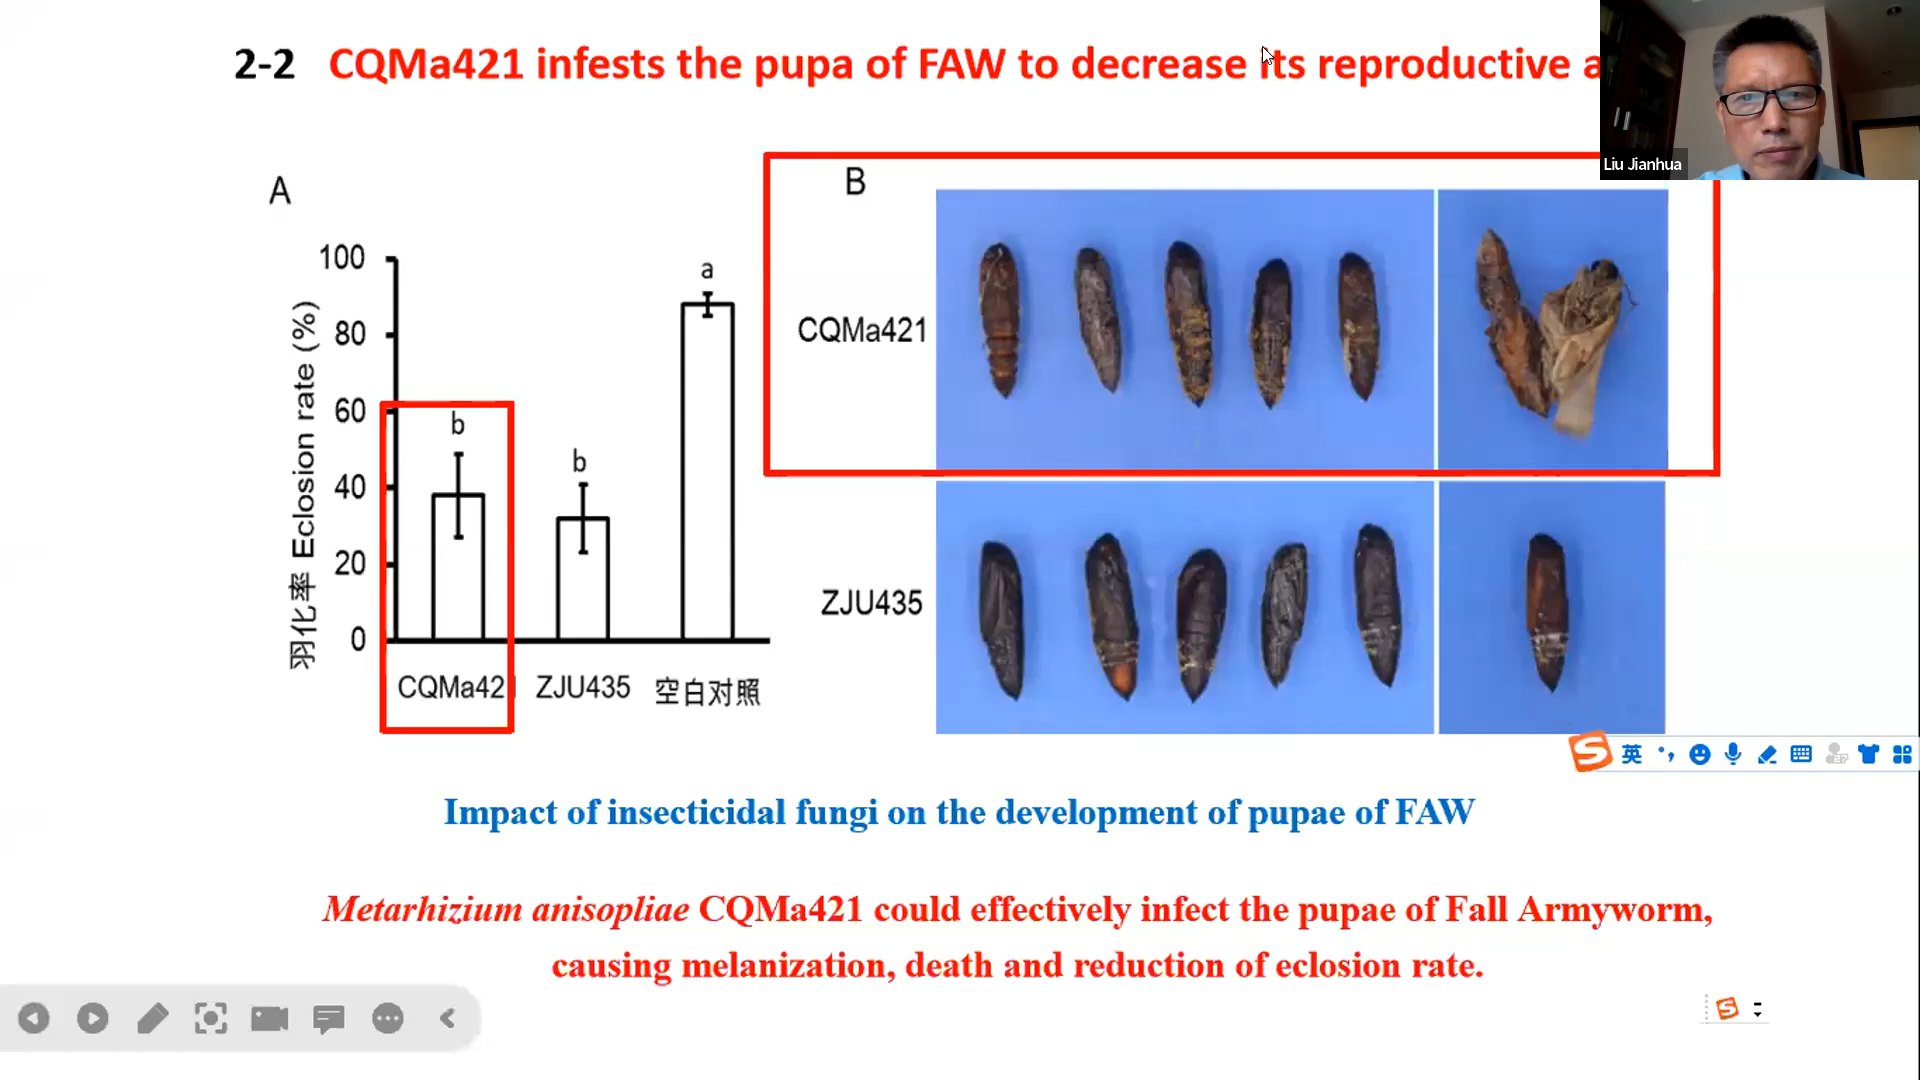 2-2 CQMa421 infests the pupa of FAW to decrease its reproductive a
Liu Jianhua
A
B
羽化率 Eclosion rate (%)
100
80
60
40
20
0
b
b
a
CQMa42
ZJU435
空白对照
CQMa421
ZJU435
英
Impact of insecticidal fungi on the development of pupae of FAW
Metarhizium anisopliae CQMa421 could effectively infect the pupae of Fall Armyworm,
causing melanization, death and reduction of eclosion rate.